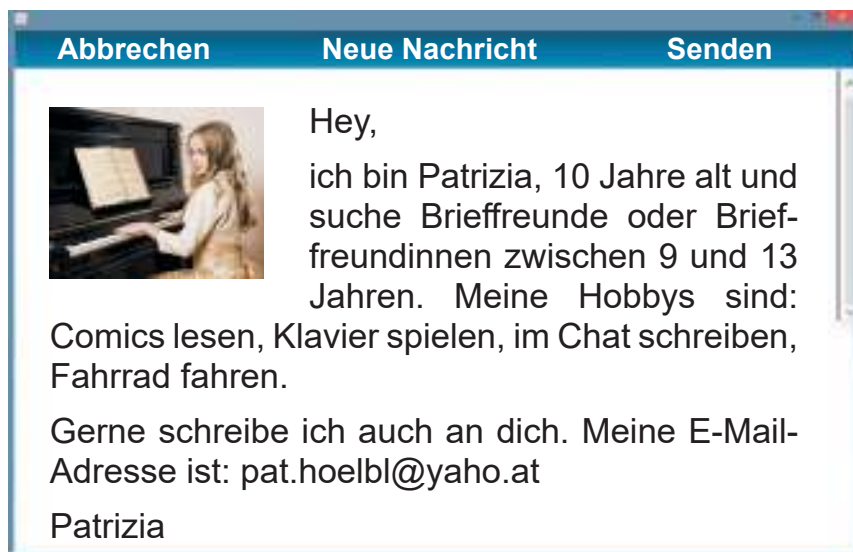 Abbrechen Neue Nachricht Senden
Hey,
ich bin Patrizia, 10 Jahre alt und
suche Brieffreunde oder Brief-
freundinnen zwischen 9 und 13
Jahren. Meine Hobbys sind:
Comics lesen, Klavier spielen, im Chat schreiben,
Fahrrad fahren.
Gerne schreibe ich auch an dich. Meine E-Mail-
Adresse ist: pat.hoelbl@yaho.at
Patrizia